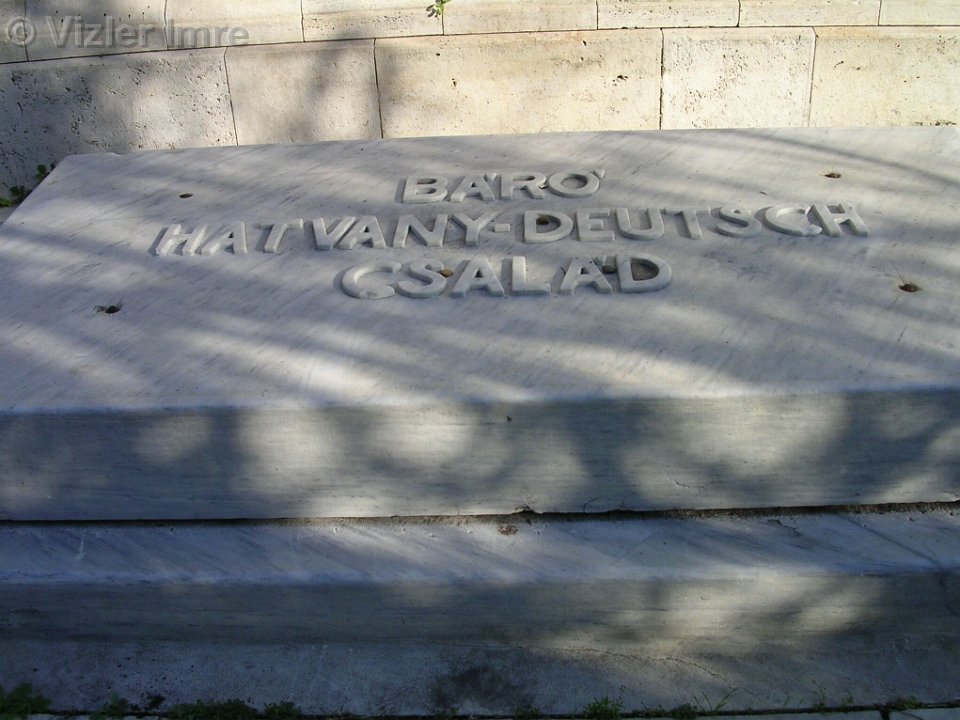 © Vizler Imre
BÁRÓ
HATVANY-DEUTSCH
CSALÁD